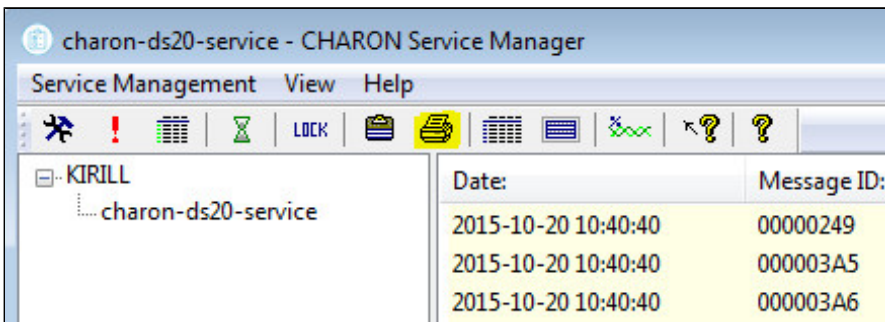 charon-ds20-service - CHARON Service Manager
Service Management View Help
LOCK
KIRILL
charon-ds20-service
Date: Message ID:
2015-10-20 10:40:40 00000249
2015-10-20 10:40:40 000003A5
2015-10-20 10:40:40 000003A6